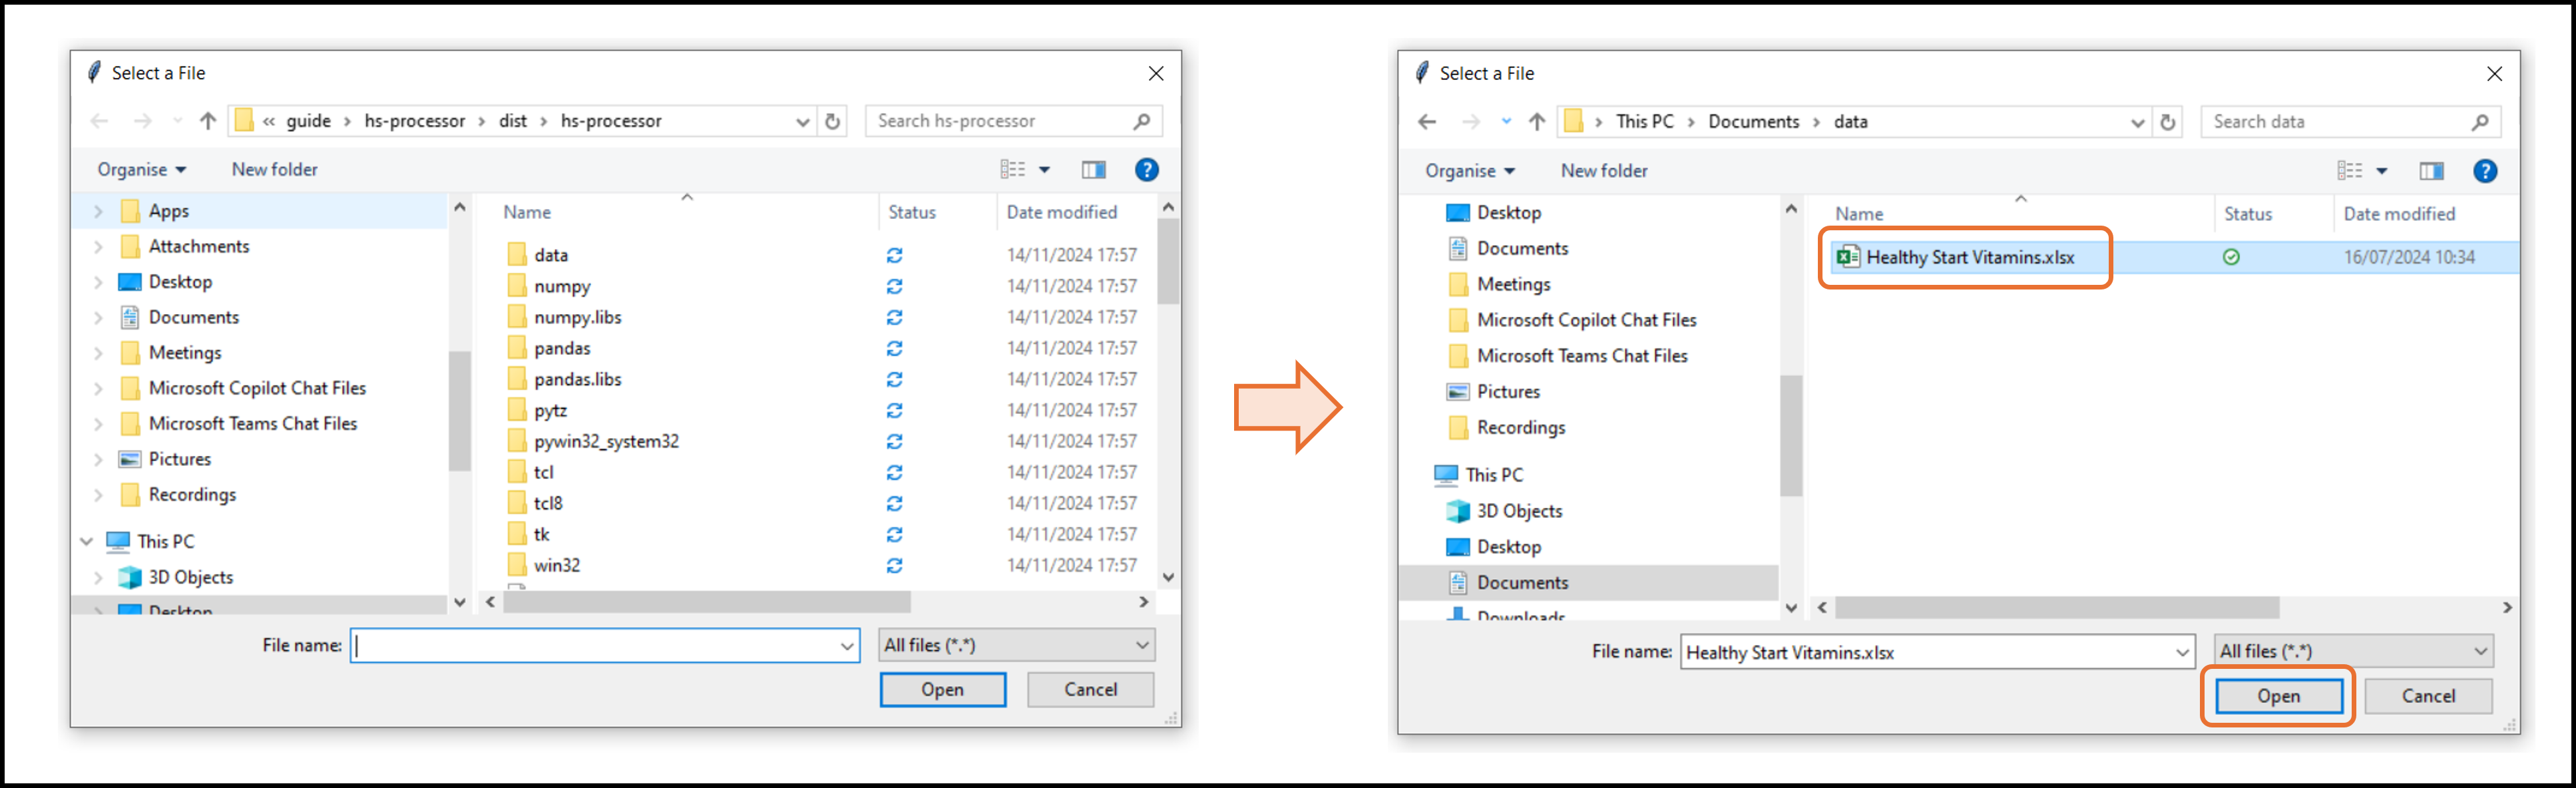 Select a File
« guide › hs-processor › dist › hs-processor
Search hs-processor
Organise
New folder
Apps
Attachments
Desktop
Documents
Meetings
Microsoft Copilot Chat Files
Microsoft Teams Chat Files
Pictures
Recordings
This PC
3D Objects
Desktop
Name Status Date modified
data 14/11/2024 17:57
numpy 14/11/2024 17:57
numpy.libs 14/11/2024 17:57
pandas 14/11/2024 17:57
pandas.libs 14/11/2024 17:57
pytz 14/11/2024 17:57
pywin32_system32 14/11/2024 17:57
tcl 14/11/2024 17:57
tcl8 14/11/2024 17:57
tk 14/11/2024 17:57
win32 14/11/2024 17:57
File name:
All files (*.*)
Open
Cancel
Select a File
› This PC › Documents › data
Search data
Organise
New folder
Desktop
Documents
Meetings
Microsoft Copilot Chat Files
Microsoft Teams Chat Files
Pictures
Recordings
This PC
3D Objects
Desktop
Documents
Downloads
Name Status Date modified
Healthy Start Vitamins.xlsx 16/07/2024 10:34
File name: Healthy Start Vitamins.xlsx
All files (*.*)
Open
Cancel